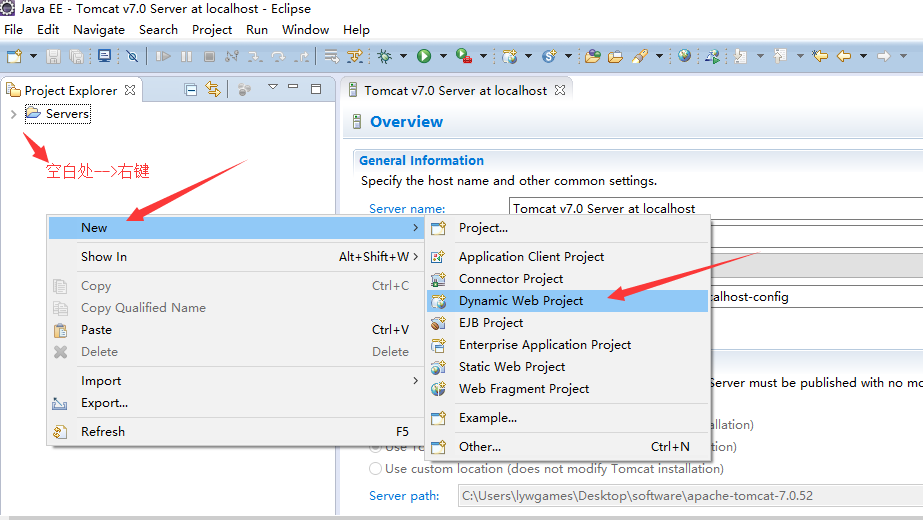 Java EE - Tomcat v7.0 Server at localhost - Eclipse
File Edit Navigate Search Project Run Window Help
Project Explorer
Tomcat v7.0 Server at localhost
Servers
空白处-->右键
Overview
General Information
Specify the host name and other common settings.
Server name: Tomcat v7.0 Server at localhost
New
Show In Alt+Shift+W
Copy Ctrl+C
Copy Qualified Name
Paste Ctrl+V
Delete Delete
Import
Export...
Refresh F5
Project...
Application Client Project
Connector Project
Dynamic Web Project
EJB Project
Enterprise Application Project
Static Web Project
Web Fragment Project
Example...
Other... Ctrl+N
calhost-config
Server must be published with no mo
llation)
tion)
Use custom location (does not modify Tomcat installation)
Server path: C:\Users\lywgames\Desktop\software\apache-tomcat-7.0.52